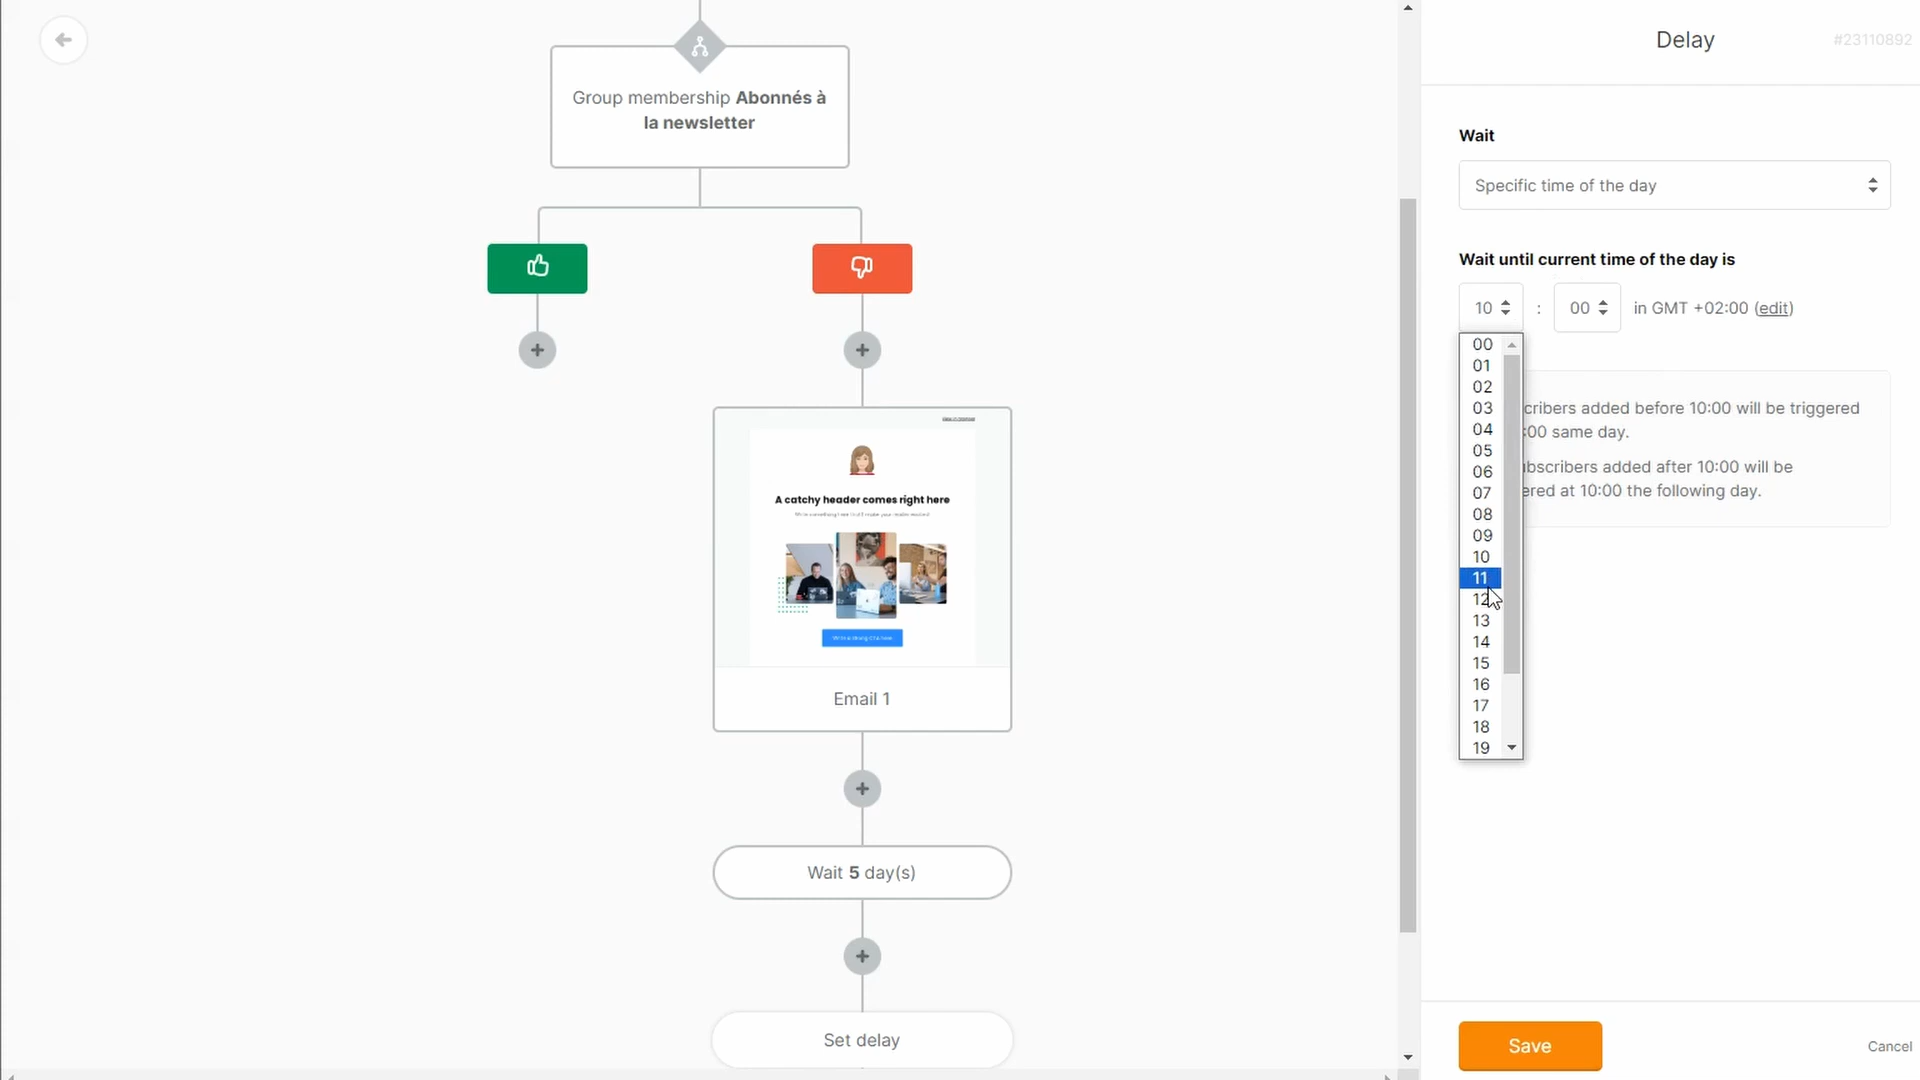 Group membership Abonnés à
la newsletter
A catchy header comes right here
Email 1
Wait 5 day(s)
Set delay
Delay
#23110892
Wait
Specific time of the day
Wait until current time of the day is
10 : 00 in GMT +02:00 (edit)
00
01
02
03
04
05
06
07
08
09
10
11
12
13
14
15
16
17
18
19
cribers added before 10:00 will be triggered
:00 same day.
bscribers added after 10:00 will be
ered at 10:00 the following day.
Save
Cancel